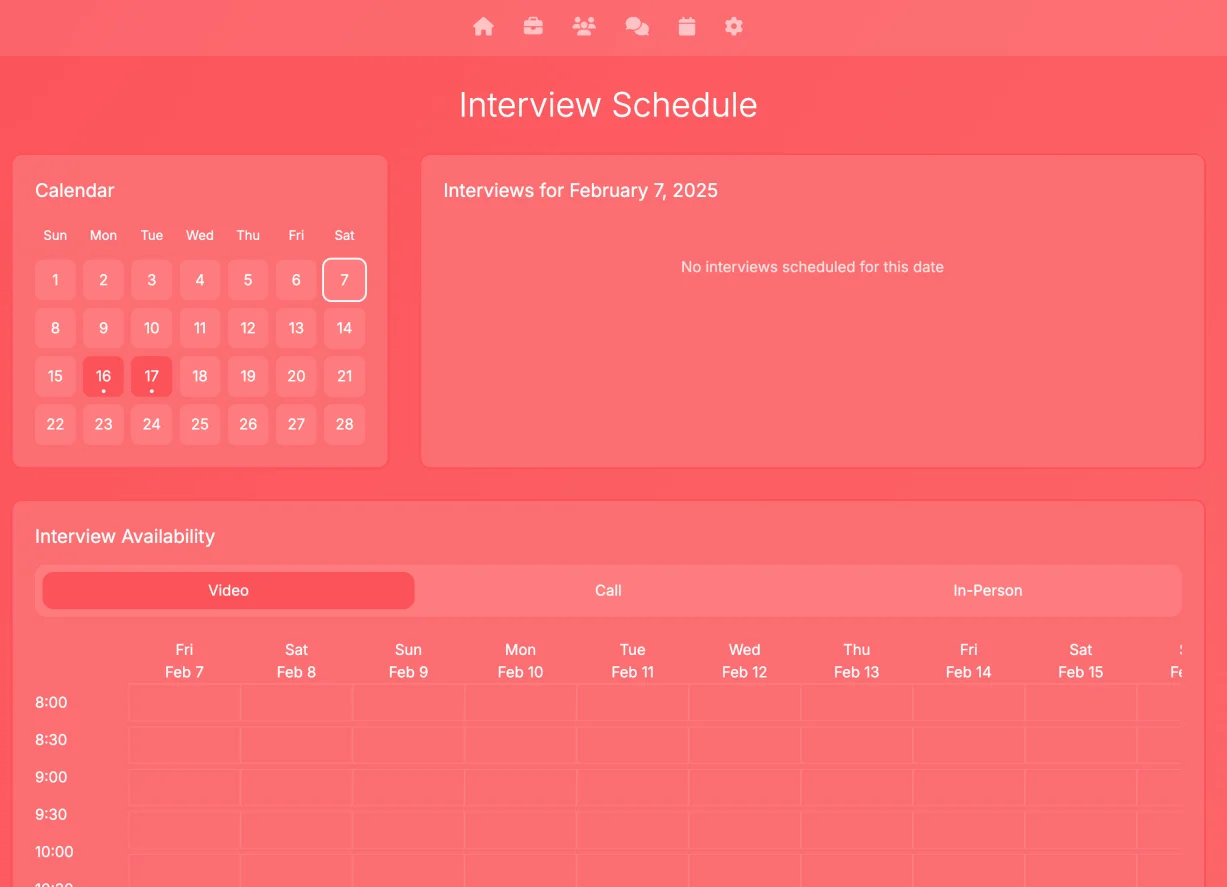 Interview Schedule
Calendar
Sun Mon Tue Wed Thu Fri Sat
1 2 3 4 5 6 7
8 9 10 11 12 13 14
15 16 17 18 19 20 21
22 23 24 25 26 27 28
Interviews for February 7, 2025
No interviews scheduled for this date
Interview Availability
Video Call In-Person
Fri Sat Sun Mon Tue Wed Thu Fri Sat
Feb 7 Feb 8 Feb 9 Feb 10 Feb 11 Feb 12 Feb 13 Feb 14 Feb 15
8:00
8:30
9:00
9:30
10:00